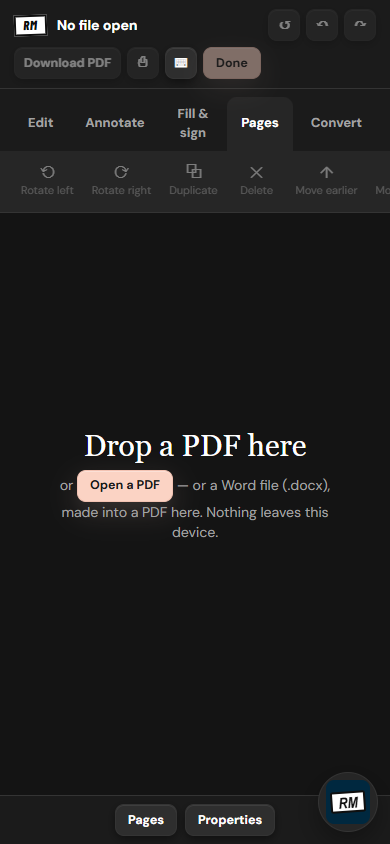 RM No file open
Download PDF Done
Edit Annotate Fill & sign Pages Convert
Rotate left Rotate right Duplicate Delete Move earlier Mo
Drop a PDF here
or Open a PDF — or a Word file (.docx),
made into a PDF here. Nothing leaves this
device.
RM
Pages Properties